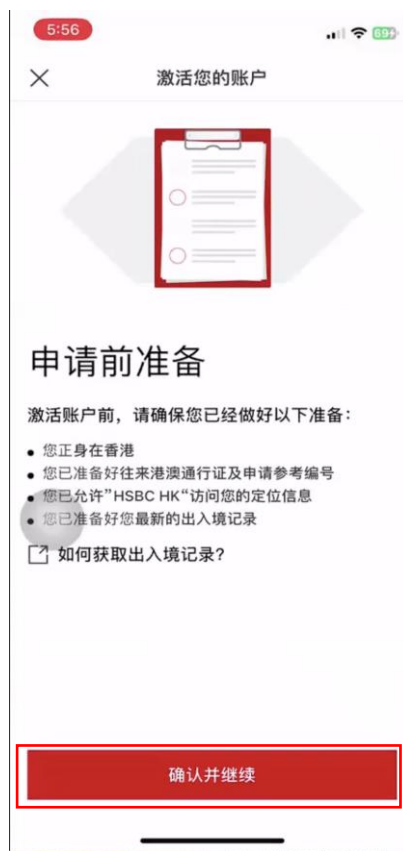 5:56
69
激活您的账户
申请前准备
激活账户前，请确保您已经做好以下准备：
• 您正身在香港
• 您已准备好往来港澳通行证及申请参考编号
• 您已允许”HSBC HK“访问您的定位信息
• 您已准备好您最新的出入境记录
如何获取出入境记录?
确认并继续